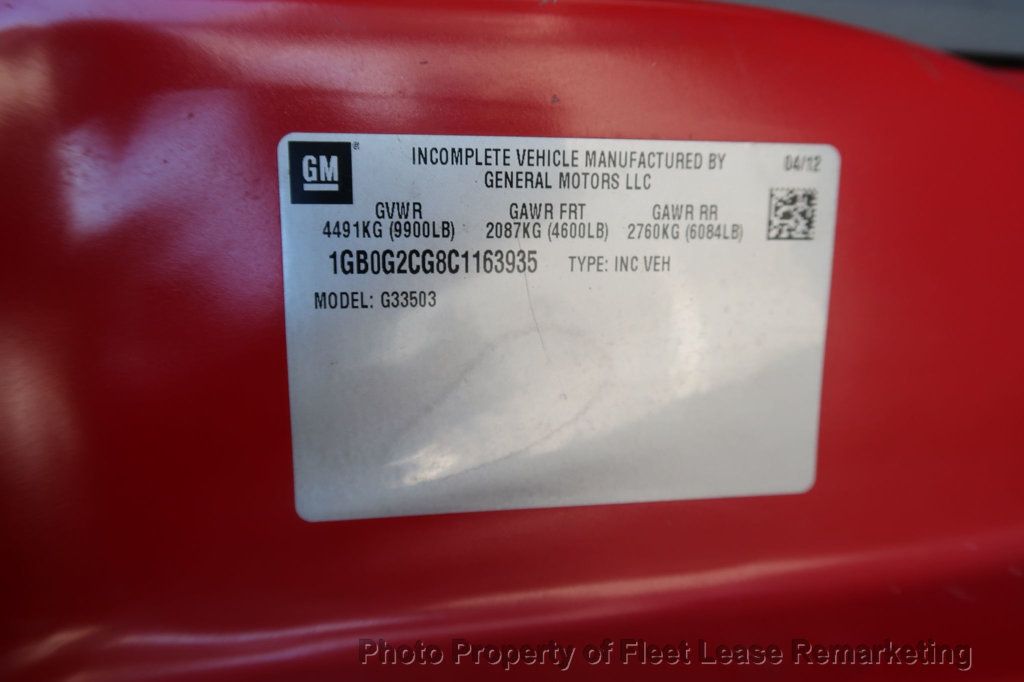 GM
INCOMPLETE VEHICLE MANUFACTURED BY
GENERAL MOTORS LLC
04/12
GVWR GAWR FRT GAWR RR
4491KG (9900LB) 2087KG (4600LB) 2760KG (6084LB)
1GB0G2CG8C1163935 TYPE: INC VEH
MODEL: G33503
Photo Property of Fleet Lease Remarketing